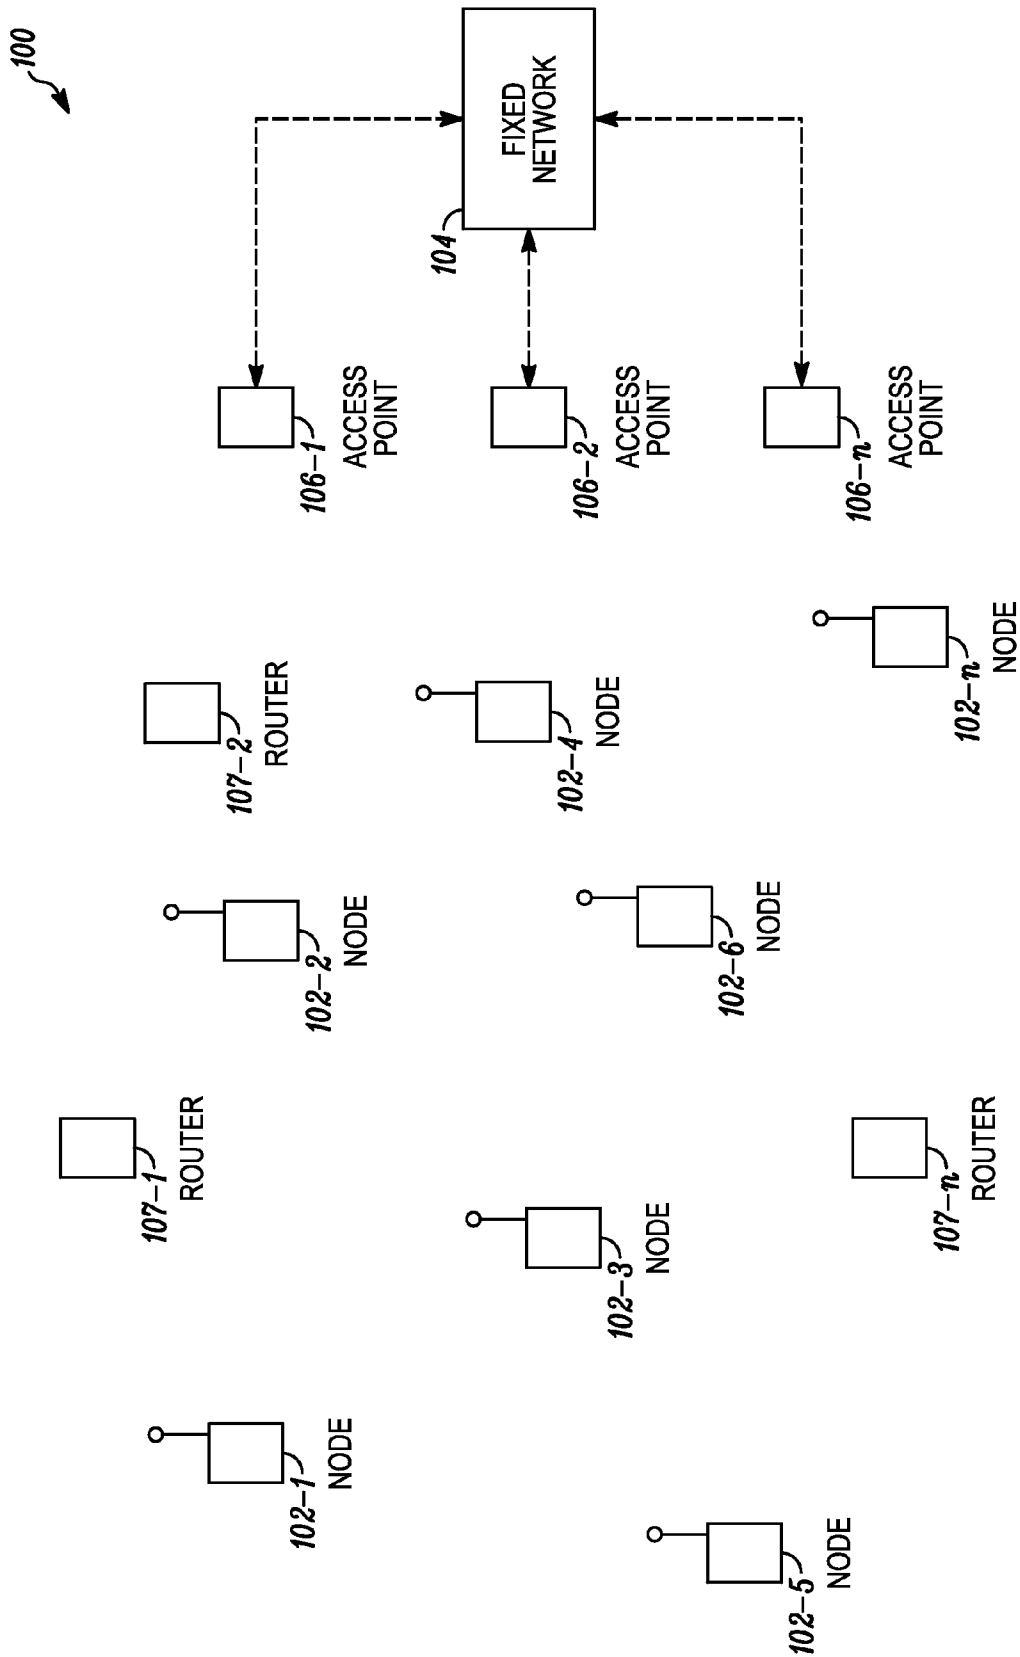 100
107-1
ROUTER
107-2
ROUTER
102-1
NODE
102-2
NODE
106-1
ACCESS
POINT
104
FIXED
NETWORK
102-4
NODE
106-2
ACCESS
POINT
102-3
NODE
102-6
NODE
102-5
NODE
106-n
ACCESS
POINT
107-n
ROUTER
102-n
NODE